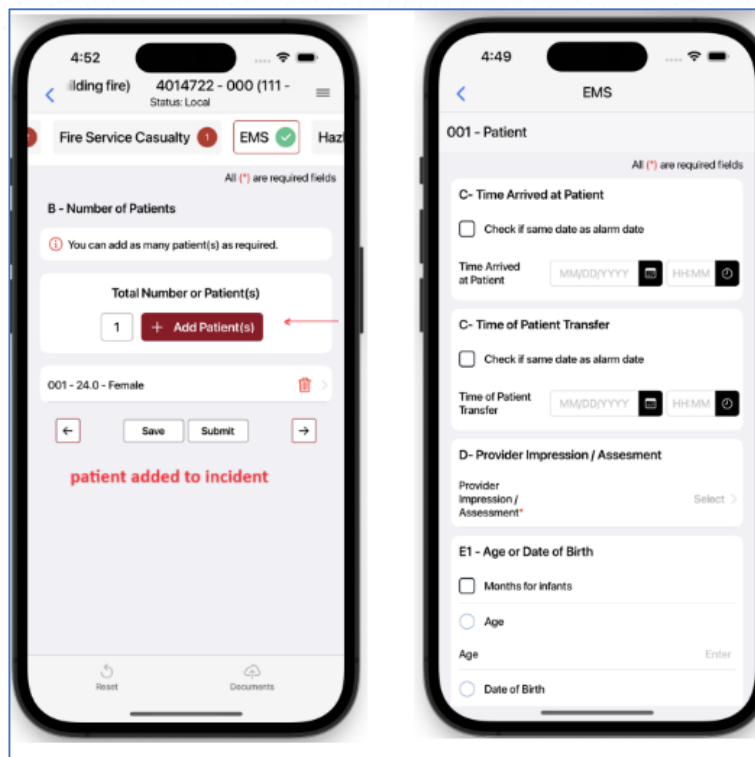 4:52
ilding fire) 4014722 - 000 (111 -
Status: Local
Fire Service Casualty 1 EMS Haz
All (*) are required fields
B - Number of Patients
You can add as many patient(s) as required.
Total Number or Patient(s)
1 + Add Patient(s)
001 - 24.0 - Female
Save Submit
patient added to incident
Reset Documents
4:49
EMS
001 - Patient
All (*) are required fields
C- Time Arrived at Patient
Check if same date as alarm date
Time Arrived
at Patient MM/DD/YYYY HH:MM
C- Time of Patient Transfer
Check if same date as alarm date
Time of Patient
Transfer MM/DD/YYYY HH:MM
D- Provider Impression / Assesment
Provider
Impression /
Assessment* Select
E1 - Age or Date of Birth
Months for infants
Age
Age Enter
Date of Birth